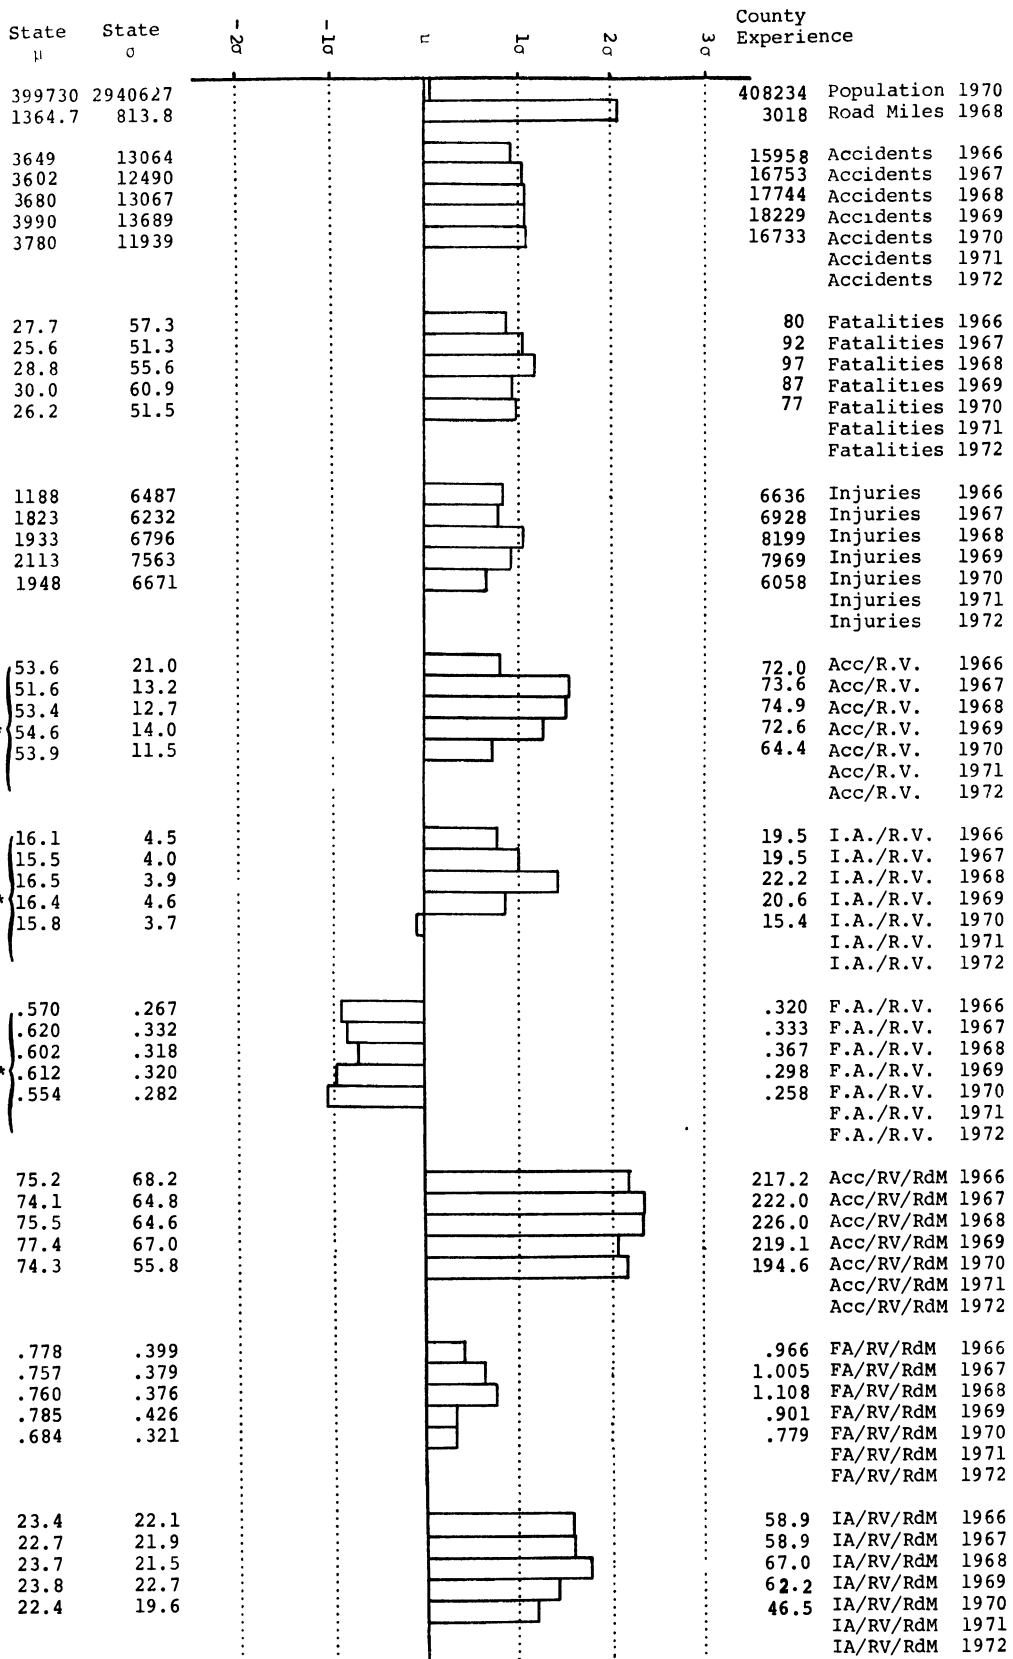 State State -2σ -1σ μ 1σ 2σ 3σ County
μ σ Experience
399730 2940627 408234 Population 1970
1364.7 813.8 3018 Road Miles 1968
3649 13064 15958 Accidents 1966
3602 12490 16753 Accidents 1967
3680 13067 17744 Accidents 1968
3990 13689 18229 Accidents 1969
3780 11939 16733 Accidents 1970
Accidents 1971
Accidents 1972
27.7 57.3 80 Fatalities 1966
25.6 51.3 92 Fatalities 1967
28.8 55.6 97 Fatalities 1968
30.0 60.9 87 Fatalities 1969
26.2 51.5 77 Fatalities 1970
Fatalities 1971
Fatalities 1972
1188 6487 6636 Injuries 1966
1823 6232 6928 Injuries 1967
1933 6796 8199 Injuries 1968
2113 7563 7969 Injuries 1969
1948 6671 6058 Injuries 1970
Injuries 1971
Injuries 1972
53.6 21.0 72.0 Acc/R.V. 1966
51.6 13.2 73.6 Acc/R.V. 1967
53.4 12.7 74.9 Acc/R.V. 1968
* 54.6 14.0 72.6 Acc/R.V. 1969
53.9 11.5 64.4 Acc/R.V. 1970
Acc/R.V. 1971
Acc/R.V. 1972
16.1 4.5 19.5 I.A./R.V. 1966
15.5 4.0 19.5 I.A./R.V. 1967
16.5 3.9 22.2 I.A./R.V. 1968
* 16.4 4.6 20.6 I.A./R.V. 1969
15.8 3.7 15.4 I.A./R.V. 1970
I.A./R.V. 1971
I.A./R.V. 1972
.570 .267 .320 F.A./R.V. 1966
.620 .332 .333 F.A./R.V. 1967
.602 .318 .367 F.A./R.V. 1968
* .612 .320 .298 F.A./R.V. 1969
.554 .282 .258 F.A./R.V. 1970
F.A./R.V. 1971
F.A./R.V. 1972
75.2 68.2 217.2 Acc/RV/RdM 1966
74.1 64.8 222.0 Acc/RV/RdM 1967
75.5 64.6 226.0 Acc/RV/RdM 1968
77.4 67.0 219.1 Acc/RV/RdM 1969
74.3 55.8 194.6 Acc/RV/RdM 1970
Acc/RV/RdM 1971
Acc/RV/RdM 1972
.778 .399 .966 FA/RV/RdM 1966
.757 .379 1.005 FA/RV/RdM 1967
.760 .376 1.108 FA/RV/RdM 1968
.785 .426 .901 FA/RV/RdM 1969
.684 .321 .779 FA/RV/RdM 1970
FA/RV/RdM 1971
FA/RV/RdM 1972
23.4 22.1 58.9 IA/RV/RdM 1966
22.7 21.9 58.9 IA/RV/RdM 1967
23.7 21.5 67.0 IA/RV/RdM 1968
23.8 22.7 62.2 IA/RV/RdM 1969
22.4 19.6 46.5 IA/RV/RdM 1970
IA/RV/RdM 1971
IA/RV/RdM 1972